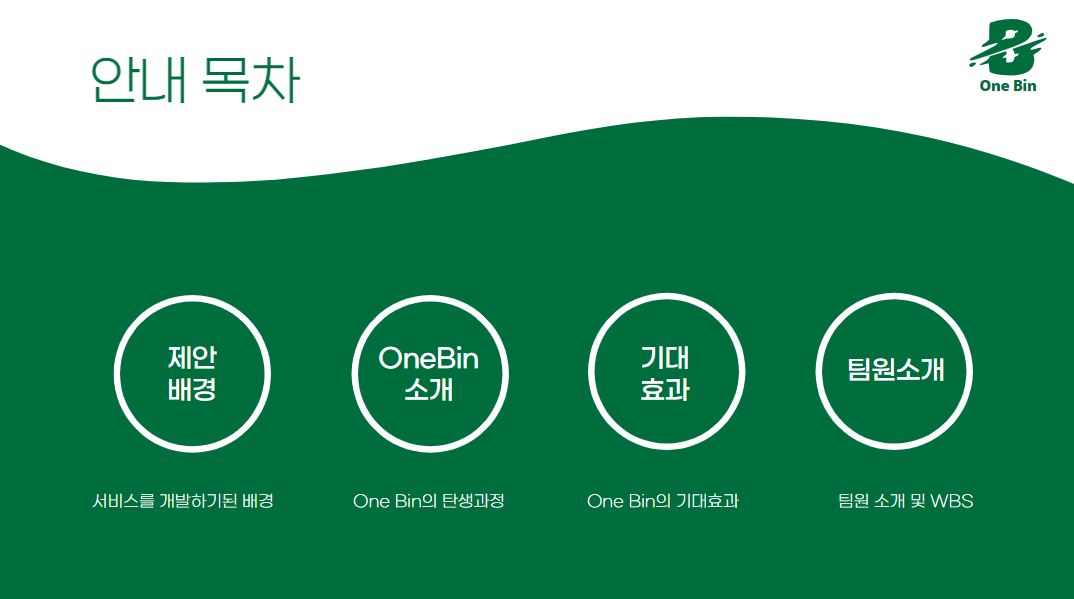 안내 목차
One Bin
제안
배경
OneBin
소개
기대
효과
팀원소개
서비스를 개발하기된 배경
One Bin의 탄생과정
One Bin의 기대효과
팀원 소개 및 WBS